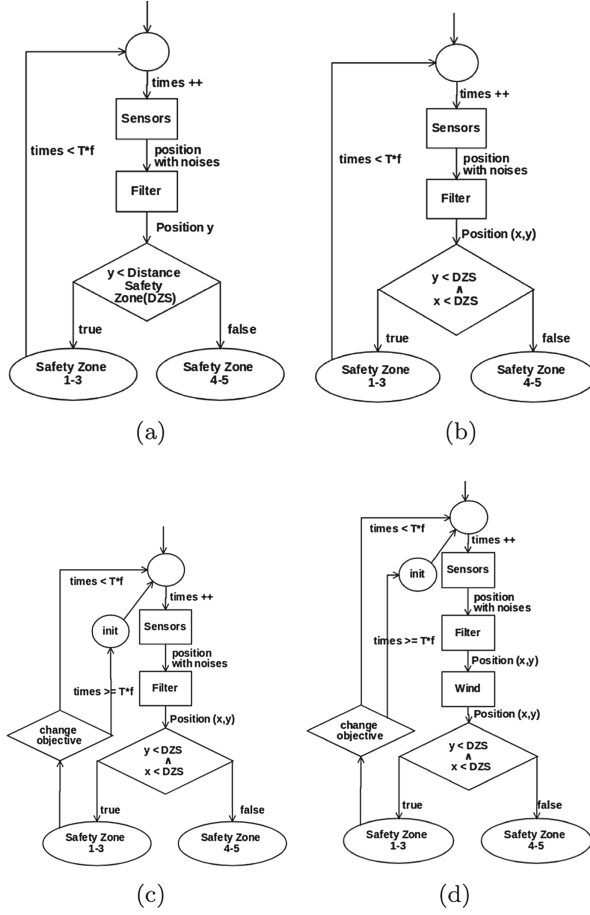 times ++
Sensors
times < T*f
position
with noises
Filter
Position y
y < Distance
Safety
Zone(DZS)
true
false
Safety Zone
1-3
Safety Zone
4-5
(a)
times ++
Sensors
times < T*f
position
with noises
Filter
Position (x,y)
y < DZS
∧
x < DZS
true
false
Safety Zone
1-3
Safety Zone
4-5
(b)
times < T*f
times ++
init
Sensors
position
with noises
times >= T*f
Filter
Position (x,y)
change
objective
y < DZS
∧
x < DZS
true
false
Safety Zone
1-3
Safety Zone
4-5
(c)
times < T*f
times ++
init
Sensors
position
with noises
times >= T*f
Filter
Position (x,y)
Wind
Position (x,y)
change
objective
y < DZS
∧
x < DZS
true
false
Safety Zone
1-3
Safety Zone
4-5
(d)